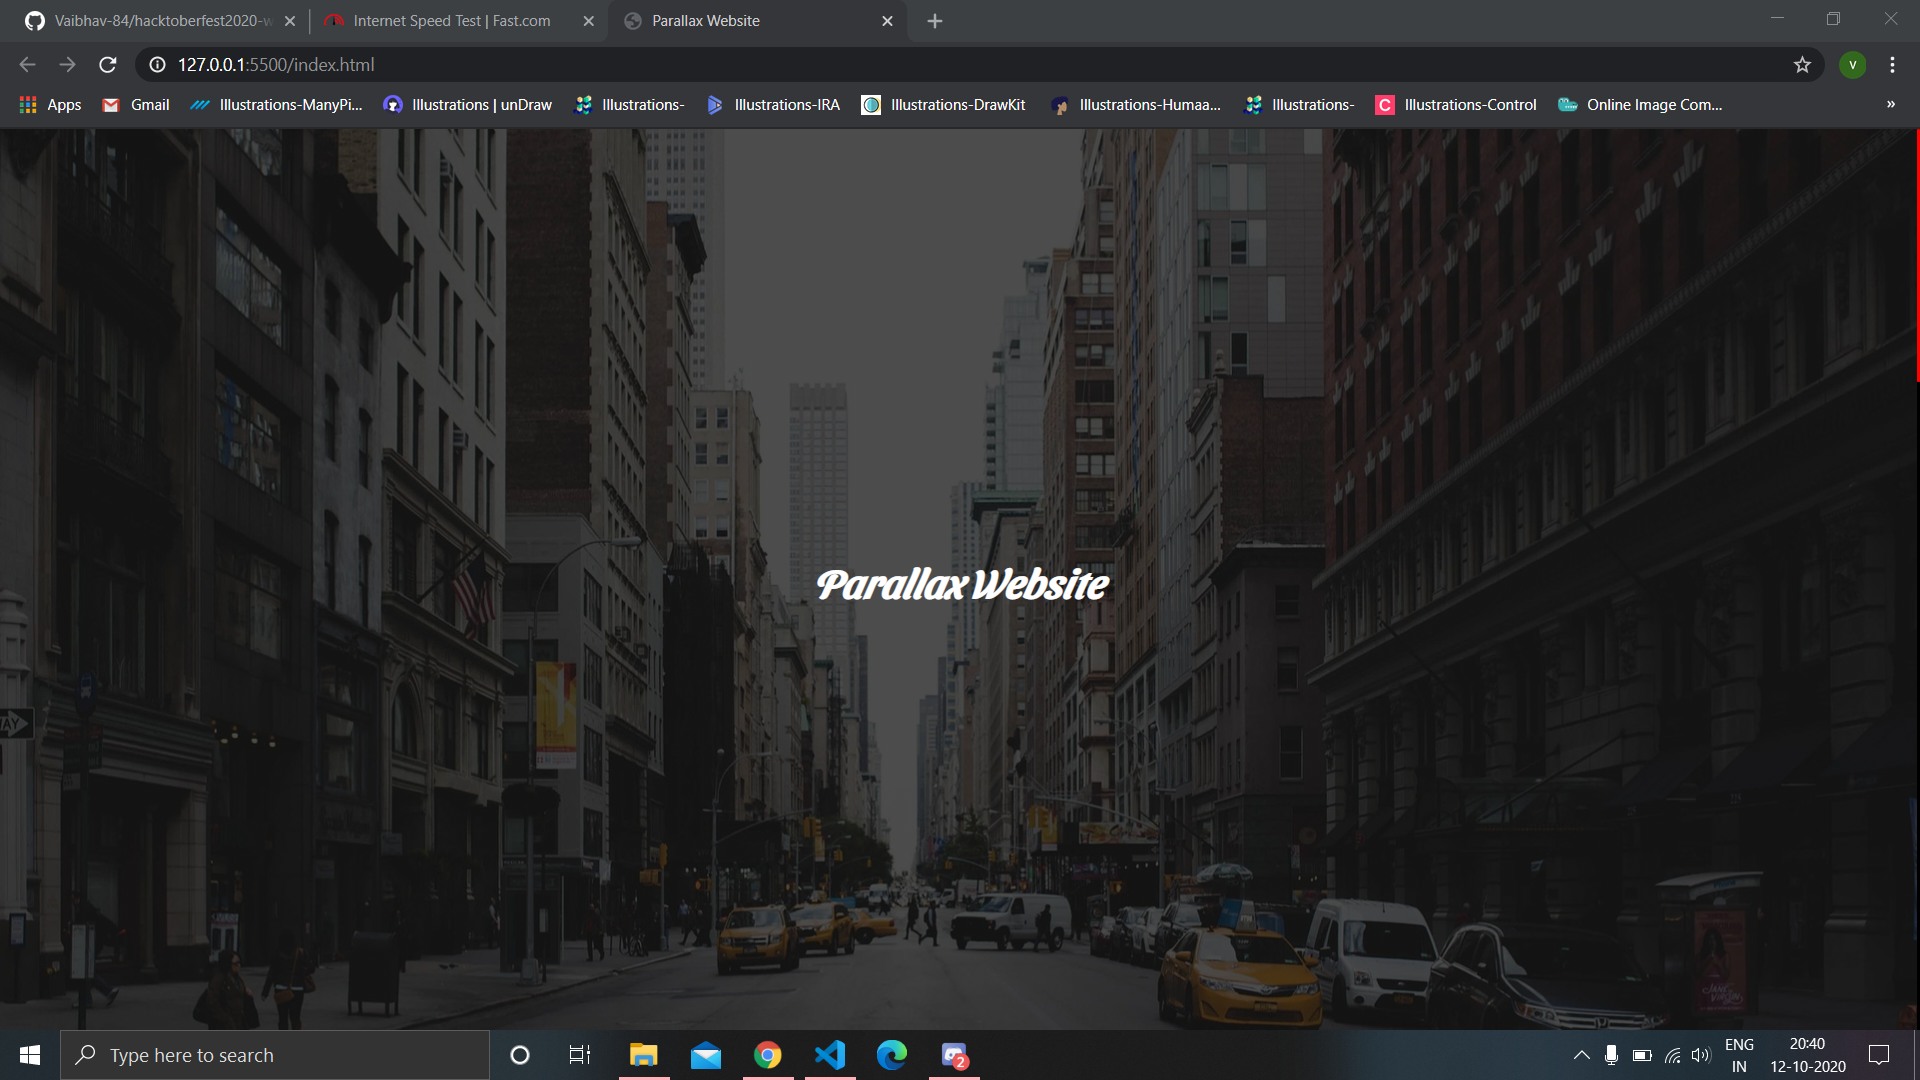 Vaibhav-84/hacktoberfest2020-w
Internet Speed Test | Fast.com
Parallax Website
127.0.0.1:5500/index.html
V
Apps
Gmail
Illustrations-ManyPi...
Illustrations | unDraw
Illustrations-
Illustrations-IRA
Illustrations-DrawKit
Illustrations-Humaa...
Illustrations-
C
Illustrations-Control
Online Image Com...
»
Parallax Website
JANE
VIRGIN
Type here to search
2
ENG
IN
20:40
12-10-2020